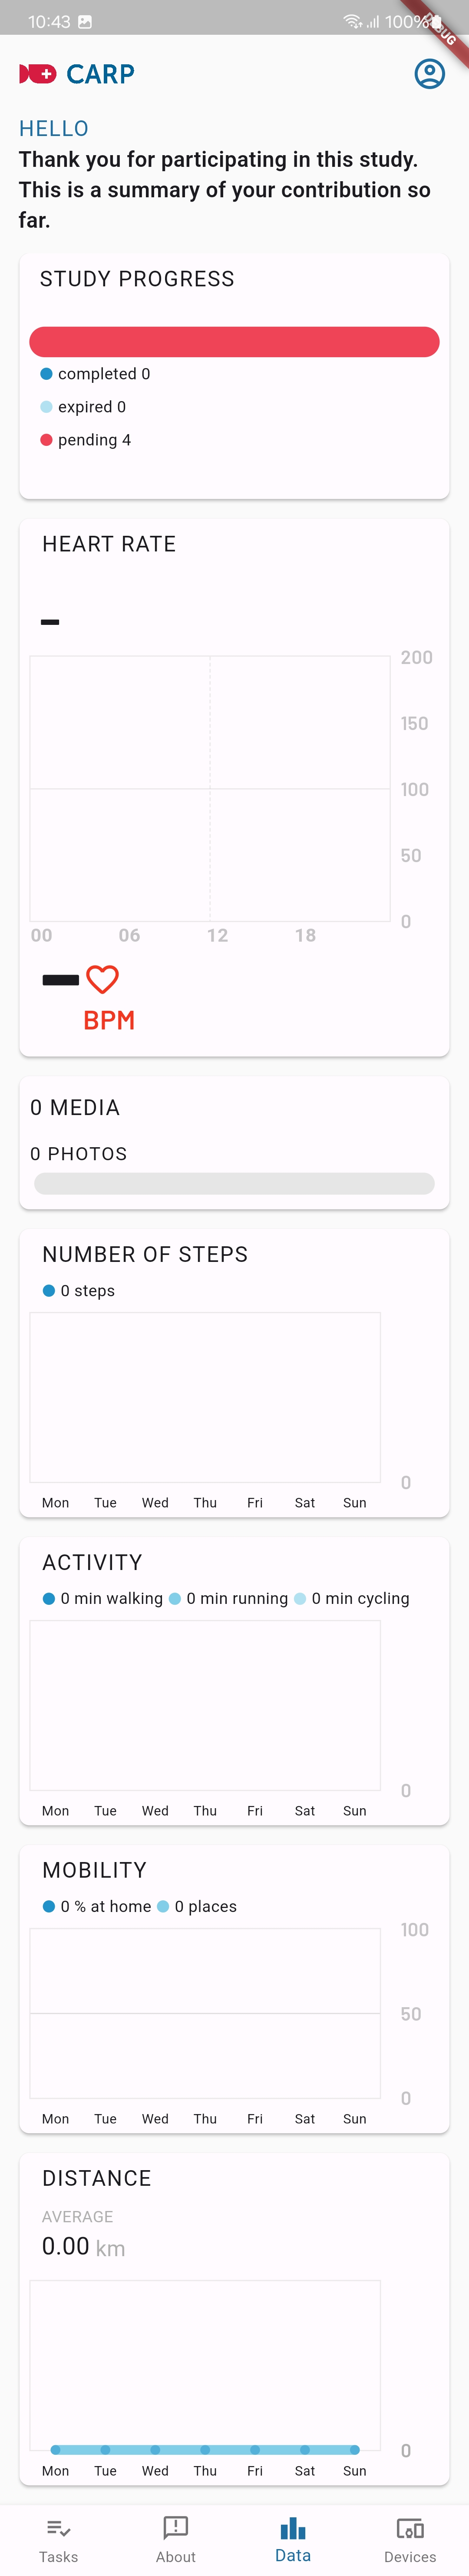 10:43 100%
DEBUG
CARP
HELLO
Thank you for participating in this study.
This is a summary of your contribution so
far.
STUDY PROGRESS
completed 0
expired 0
pending 4
HEART RATE
-
200
150
100
50
0
00 06 12 18
-
BPM
0 MEDIA
0 PHOTOS
NUMBER OF STEPS
0 steps
0
Mon Tue Wed Thu Fri Sat Sun
ACTIVITY
0 min walking 0 min running 0 min cycling
0
Mon Tue Wed Thu Fri Sat Sun
MOBILITY
0 % at home 0 places
100
50
0
Mon Tue Wed Thu Fri Sat Sun
DISTANCE
AVERAGE
0.00 km
0
Mon Tue Wed Thu Fri Sat Sun
Tasks About Data Devices